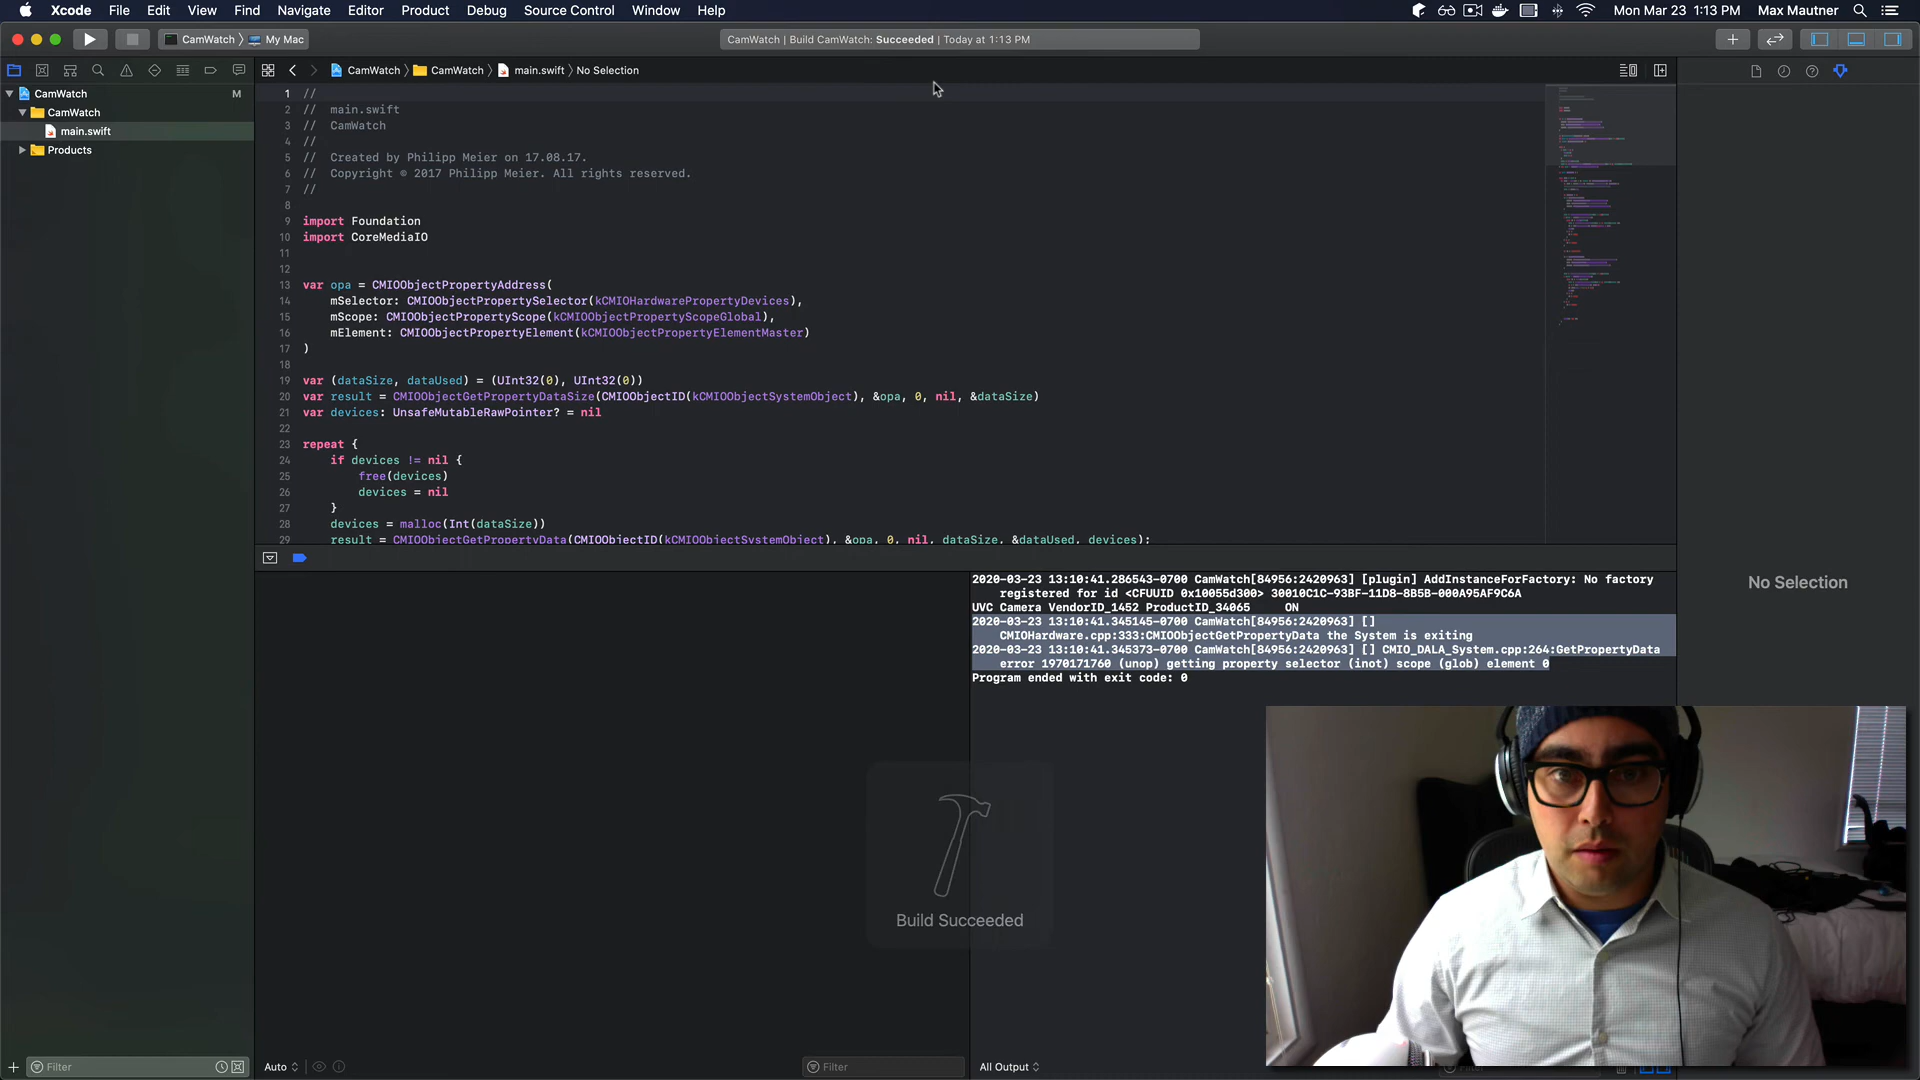 Xcode File Edit View Find Navigate Editor Product Debug Source Control Window Help Mon Mar 23 1:13 PM Max Mautner
CamWatch My Mac CamWatch | Build CamWatch: Succeeded | Today at 1:13 PM
CamWatch CamWatch main.swift No Selection
CamWatch M
CamWatch
main.swift
Products
1 //
2 // main.swift
3 // CamWatch
4 //
5 // Created by Philipp Meier on 17.08.17.
6 // Copyright © 2017 Philipp Meier. All rights reserved.
7 //
8
9 import Foundation
10 import CoreMediaIO
11
12
13 var opa = CMIOObjectPropertyAddress(
14 mSelector: CMIOObjectPropertySelector(kCMIOHardwarePropertyDevices),
15 mScope: CMIOObjectPropertyScope(kCMIOObjectPropertyScopeGlobal),
16 mElement: CMIOObjectPropertyElement(kCMIOObjectPropertyElementMaster)
17 )
18
19 var (dataSize, dataUsed) = (UInt32(0), UInt32(0))
20 var result = CMIOObjectGetPropertyDataSize(CMIOObjectID(kCMIOObjectSystemObject), &opa, 0, nil, &dataSize)
21 var devices: UnsafeMutableRawPointer? = nil
22
23 repeat {
24 if devices != nil {
25 free(devices)
26 devices = nil
27 }
28 devices = malloc(Int(dataSize))
29 result = CMIOObjectGetPropertyData(CMIOObjectID(kCMIOObjectSystemObject), &opa, 0, nil, dataSize, &dataUsed, devices);
2020-03-23 13:10:41.286543-0700 CamWatch[84956:2420963] [plugin] AddInstanceForFactory: No factory
registered for id <CFUUID 0x10055d300> 30010C1C-93BF-11D8-8B5B-000A95AF9C6A
UVC Camera VendorID_1452 ProductID_34065 ON
2020-03-23 13:10:41.345145-0700 CamWatch[84956:2420963] []
CMIOHardware.cpp:333:CMIOObjectGetPropertyData the System is exiting
2020-03-23 13:10:41.345373-0700 CamWatch[84956:2420963] [] CMIO_DALA_System.cpp:264:GetPropertyData
error 1970171760 (unop) getting property selector (inot) scope (glob) element 0
Program ended with exit code: 0
No Selection
Build Succeeded
Filter Auto Filter All Output